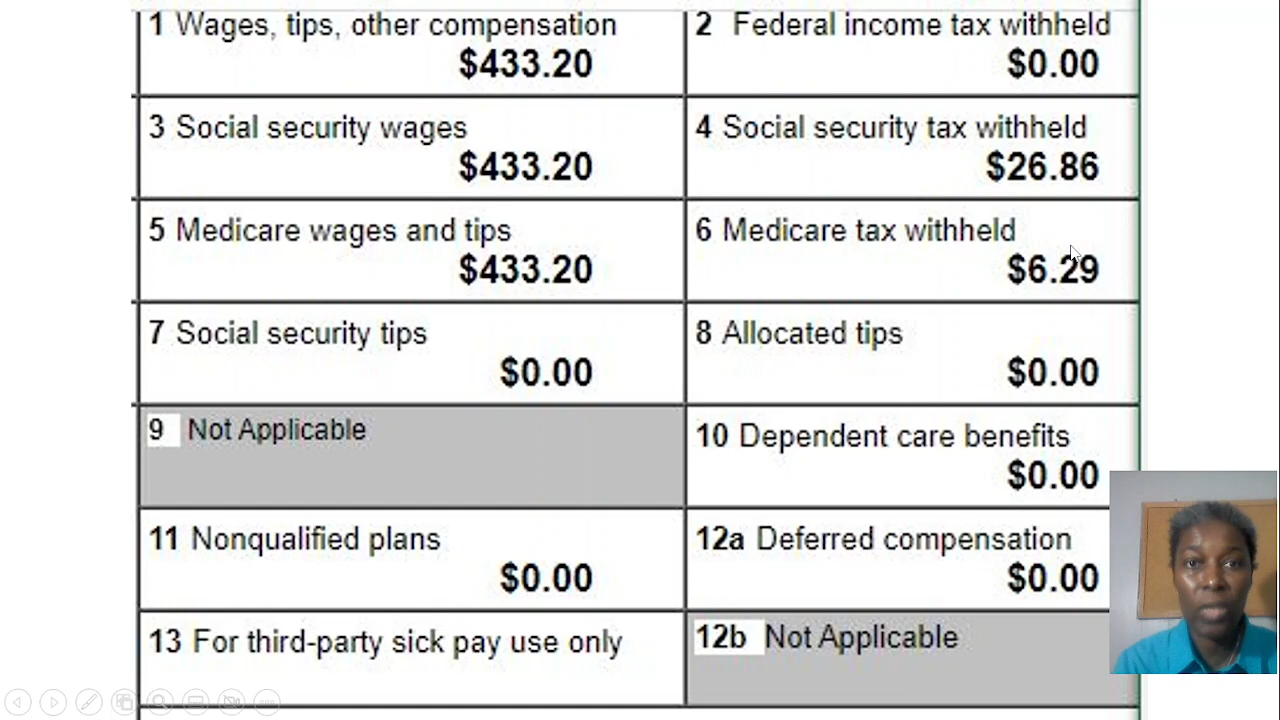 1 Wages, tips, other compensation
$433.20
2 Federal income tax withheld
$0.00
3 Social security wages
$433.20
4 Social security tax withheld
$26.86
5 Medicare wages and tips
$433.20
6 Medicare tax withheld
$6.29
7 Social security tips
$0.00
8 Allocated tips
$0.00
9 Not Applicable
10 Dependent care benefits
$0.00
11 Nonqualified plans
$0.00
12a Deferred compensation
$0.00
13 For third-party sick pay use only
12b Not Applicable